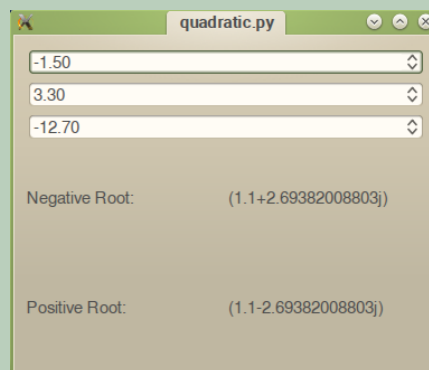 quadratic.py
-1.50
3.30
-12.70
Negative Root: (1.1+2.69382008803j)
Positive Root: (1.1-2.69382008803j)